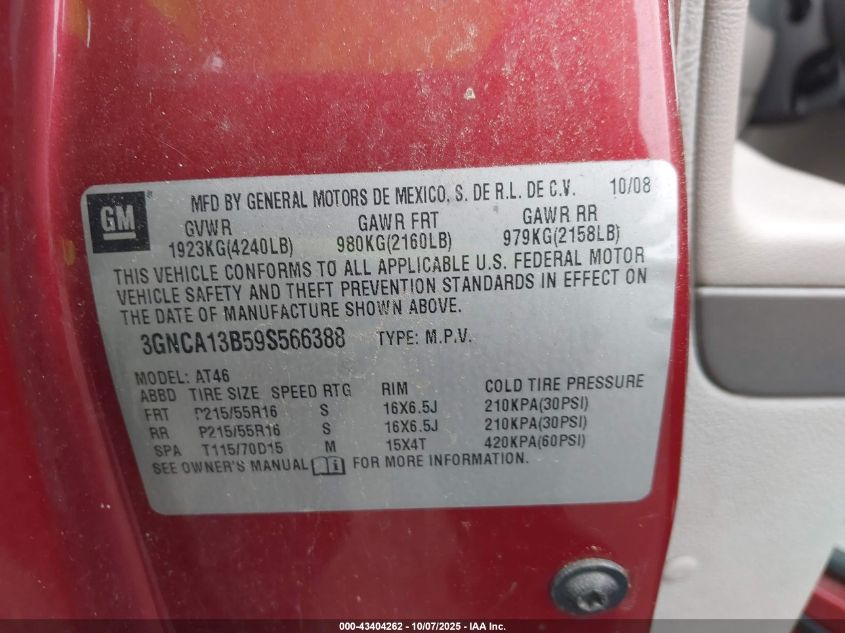 GM
MFD BY GENERAL MOTORS DE MEXICO, S. DE R.L. DE C.V. 10/08
GVWR GAWR FRT GAWR RR
1923KG(4240LB) 980KG(2160LB) 979KG(2158LB)
THIS VEHICLE CONFORMS TO ALL APPLICABLE U.S. FEDERAL MOTOR
VEHICLE SAFETY AND THEFT PREVENTION STANDARDS IN EFFECT ON
THE DATE OF MANUFACTURE SHOWN ABOVE.
3GNCA13B59S566388 TYPE: M.P.V.
MODEL: AT46
ABBD TIRE SIZE SPEED RTG RIM COLD TIRE PRESSURE
FRT P215/55R16 S 16X6.5J 210KPA(30PSI)
RR P215/55R16 S 16X6.5J 210KPA(30PSI)
SPA T115/70D15 M 15X4T 420KPA(60PSI)
SEE OWNER'S MANUAL FOR MORE INFORMATION.
000-43404262 - 10/07/2025 - IAA Inc.